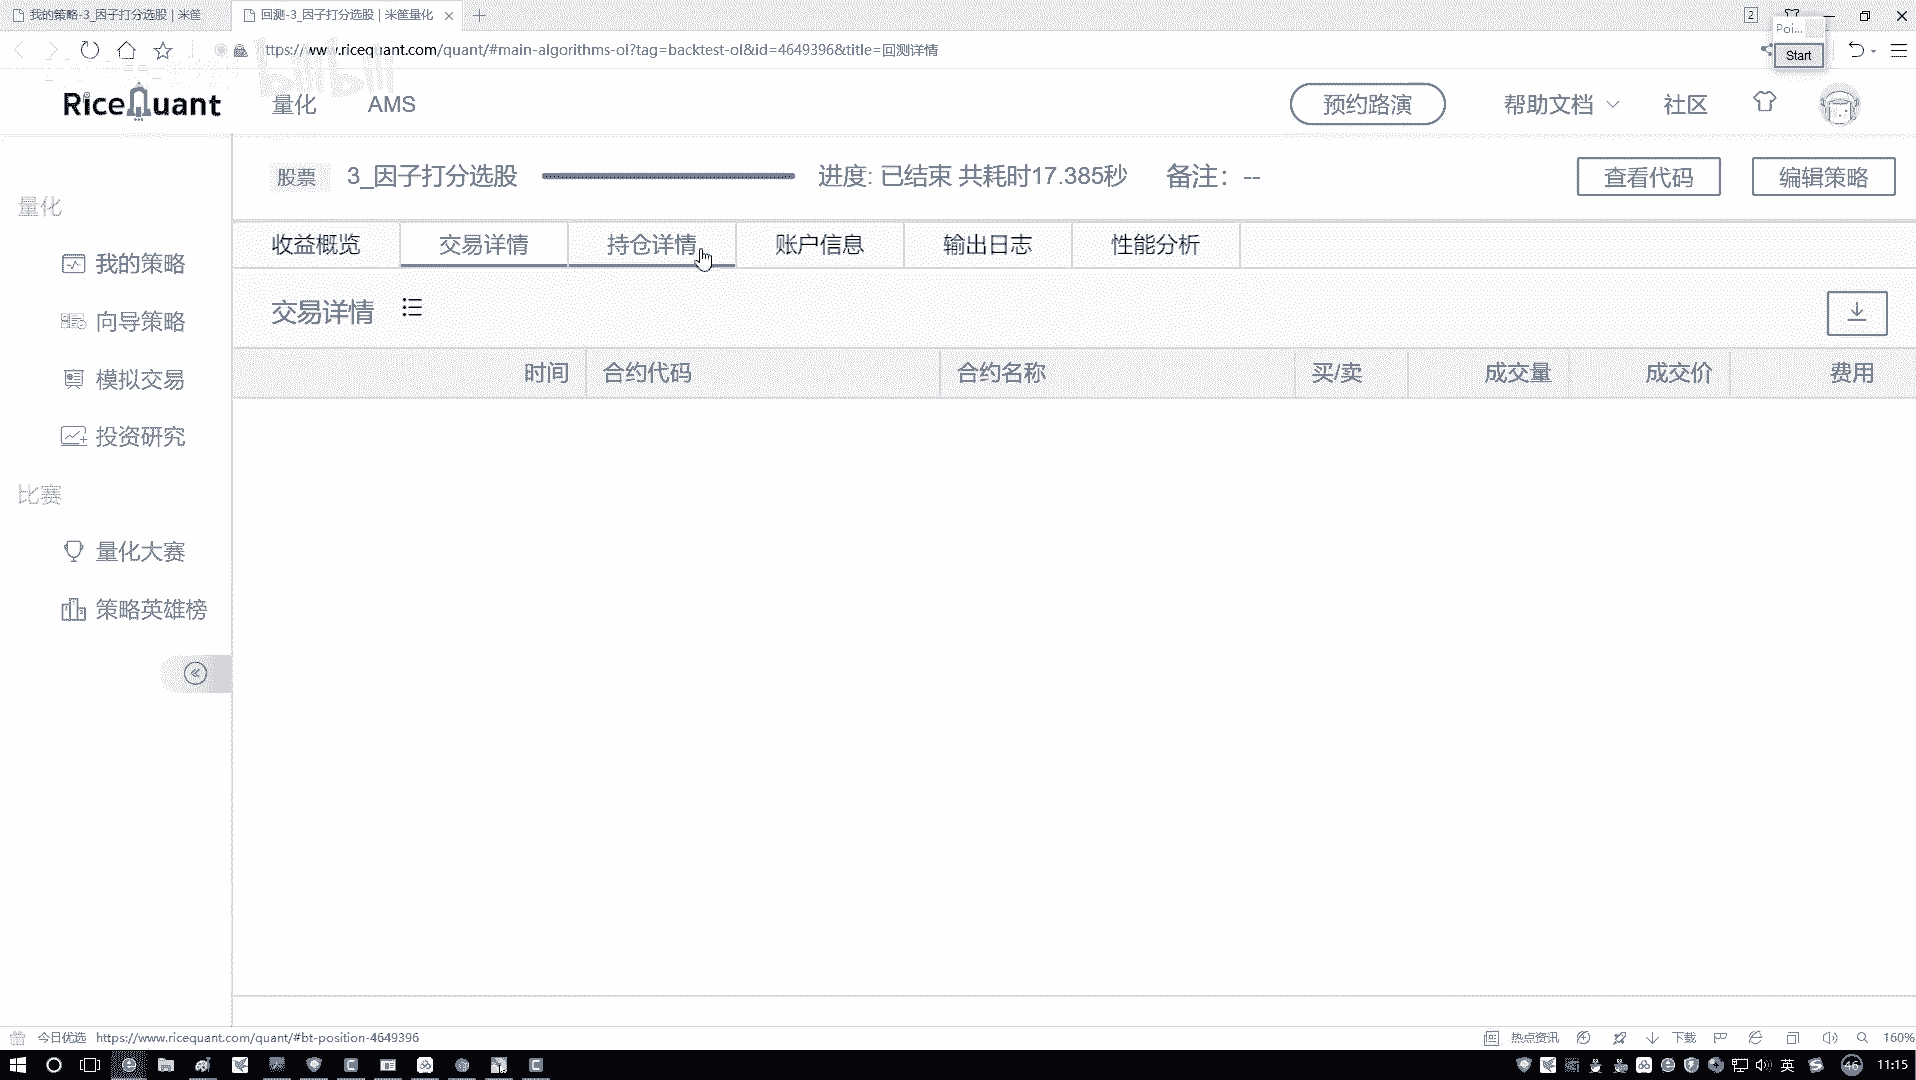 我的策略-3_因子打分选股 | 米筐
回测-3_因子打分选股 | 米筐量化
2
ttps://www.ricequant.com/quant/#main-algorithms-ol?tag=backtest-ol&id=4649396&title=回测详情
Poi...
Start
bilibili
RiceQuant
量化
AMS
预约路演
帮助文档
社区
股票
3_因子打分选股
进度: 已结束 共耗时17.385秒
备注：--
查看代码
编辑策略
量化
我的策略
向导策略
模拟交易
投资研究
比赛
量化大赛
策略英雄榜
收益概览
交易详情
持仓详情
账户信息
输出日志
性能分析
交易详情
时间
合约代码
合约名称
买/卖
成交量
成交价
费用
今日优选
https://www.ricequant.com/quant/#bt-position-4649396
热点资讯
下载
160%
英
46
11:15